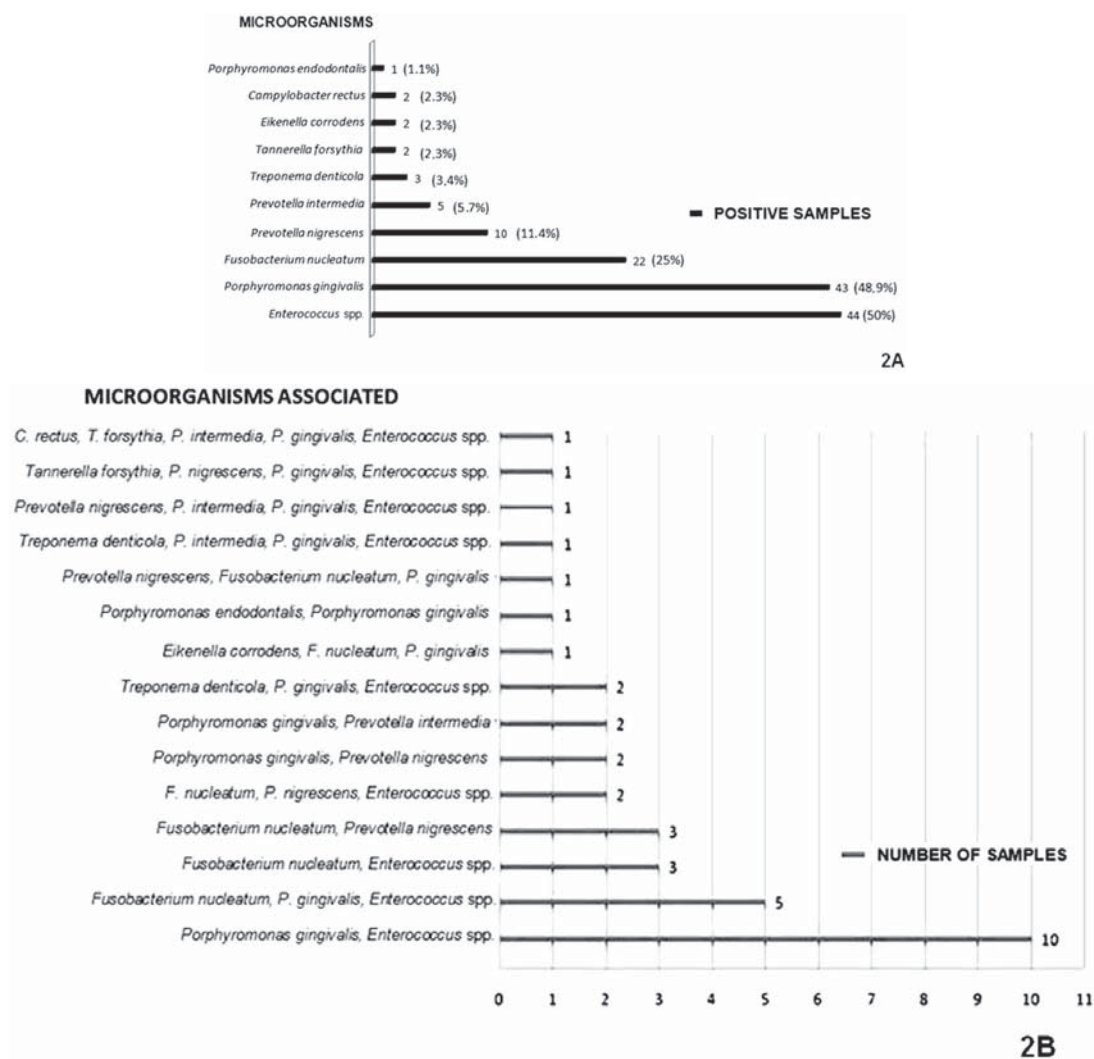 MICROORGANISMS
Porphyromonas endodontalis 1 (1.1%)
Campylobacter rectus 2 (2.3%)
Eikenella corrodens 2 (2.3%)
Tannerella forsythia 2 (2,3%)
Treponema denticola 3 (3,4%)
Prevotella intermedia 5 (5.7%)
POSITIVE SAMPLES
Prevotella nigrescens 10 (11.4%)
Fusobacterium nucleatum 22 (25%)
Porphyromonas gingivalis 43 (48,9%)
Enterococcus spp. 44 (50%)
2A
MICROORGANISMS ASSOCIATED
C. rectus, T. forsythia, P. intermedia, P. gingivalis, Enterococcus spp. 1
Tannerella forsythia, P. nigrescens, P. gingivalis, Enterococcus spp. 1
Prevotella nigrescens, P. intermedia, P. gingivalis, Enterococcus spp. 1
Treponema denticola, P. intermedia, P. gingivalis, Enterococcus spp. 1
Prevotella nigrescens, Fusobacterium nucleatum, P. gingivalis 1
Porphyromonas endodontalis, Porphyromonas gingivalis 1
Eikenella corrodens, F. nucleatum, P. gingivalis 1
Treponema denticola, P. gingivalis, Enterococcus spp. 2
Porphyromonas gingivalis, Prevotella intermedia 2
Porphyromonas gingivalis, Prevotella nigrescens 2
F. nucleatum, P. nigrescens, Enterococcus spp. 2
Fusobacterium nucleatum, Prevotella nigrescens 3
NUMBER OF SAMPLES
Fusobacterium nucleatum, Enterococcus spp. 3
Fusobacterium nucleatum, P. gingivalis, Enterococcus spp. 5
Porphyromonas gingivalis, Enterococcus spp. 10
0 1 2 3 4 5 6 7 8 9 10 11
2B